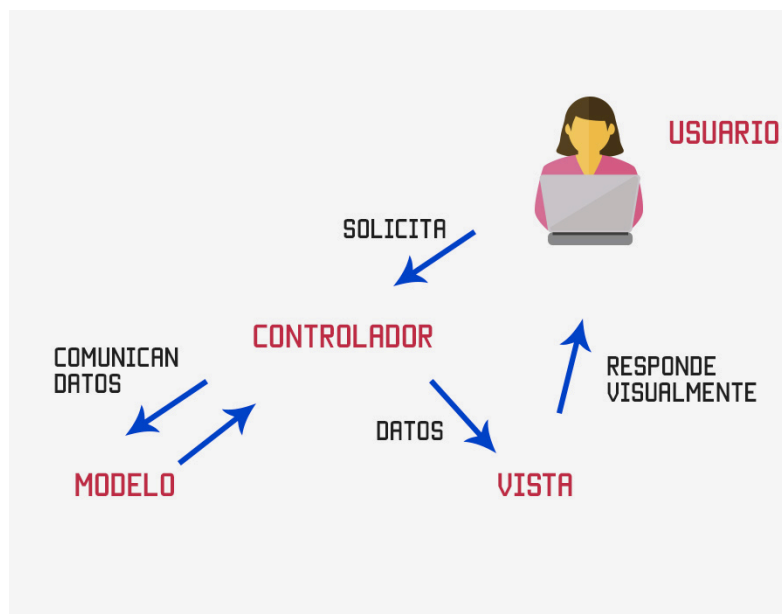 USUARIO
SOLICITA
CONTROLADOR
COMUNICAN
DATOS
RESPONDE
VISUALMENTE
DATOS
MODELO
VISTA